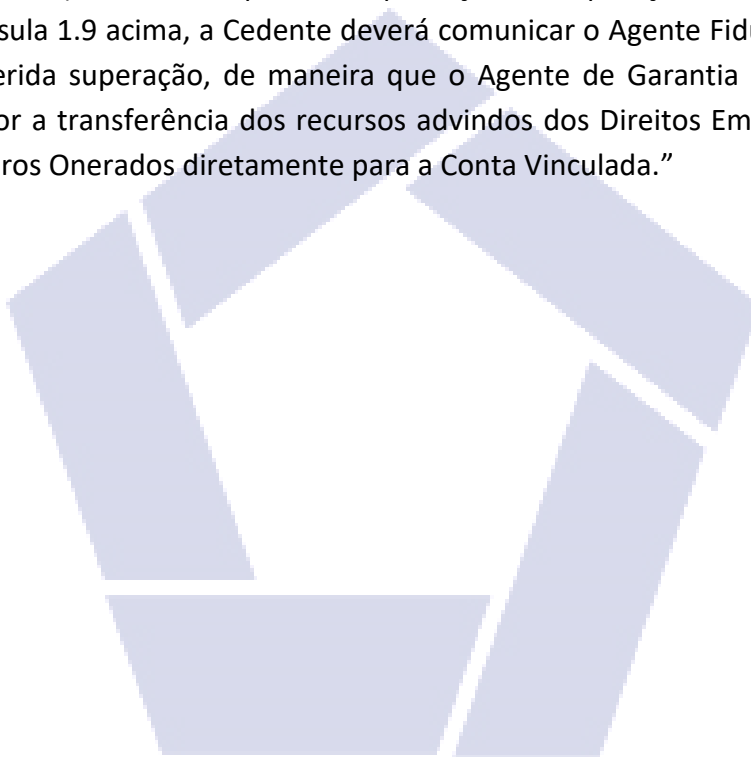 sula 1.9 acima, a Cedente deverá comunicar o Agente Fidu
erida superação, de maneira que o Agente de Garantia
or a transferência dos recursos advindos dos Direitos Em
ros Onerados diretamente para a Conta Vinculada.”